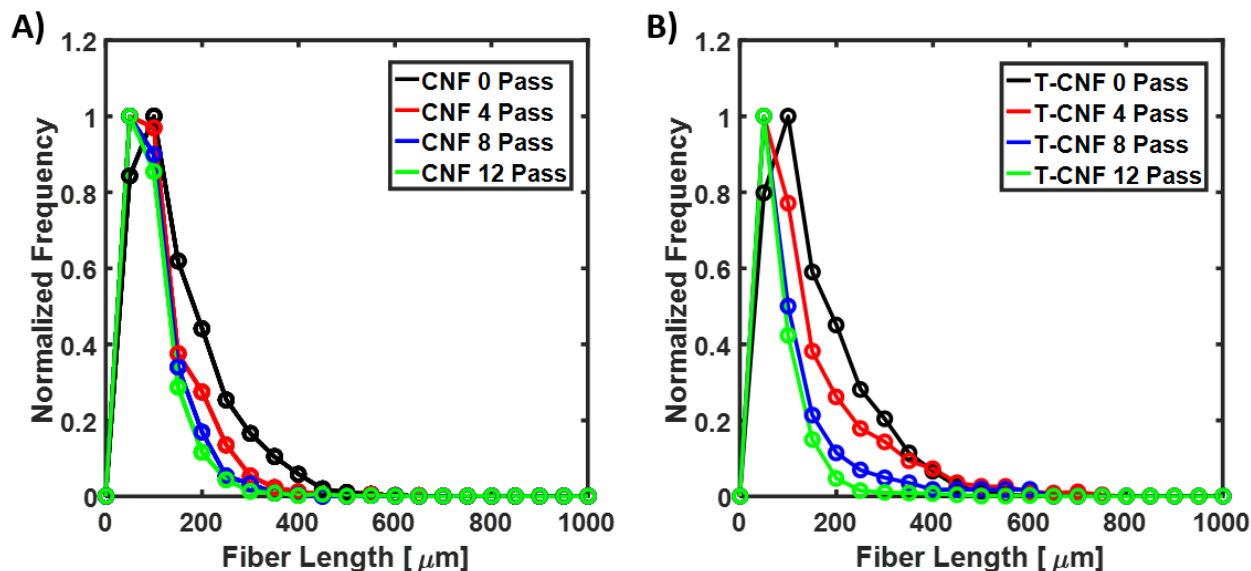 A)
1.2
1
0.8
0.6
0.4
0.2
0
Normalized Frequency
CNF 0 Pass
CNF 4 Pass
CNF 8 Pass
CNF 12 Pass
0 200 400 600 800 1000
Fiber Length [ μm]
B)
1.2
1
0.8
0.6
0.4
0.2
0
Normalized Frequency
T-CNF 0 Pass
T-CNF 4 Pass
T-CNF 8 Pass
T-CNF 12 Pass
0 200 400 600 800 1000
Fiber Length [ μm]